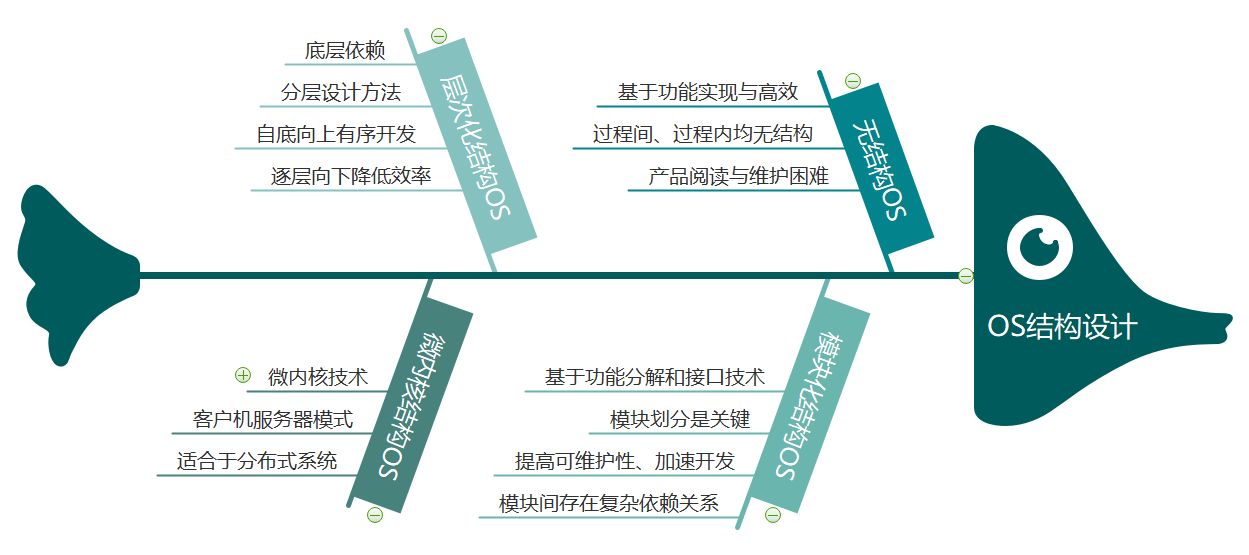 底层依赖
分层设计方法
自底向上有序开发
逐层向下降低效率
层次化结构OS
基于功能实现与高效
过程间、过程内均无结构
产品阅读与维护困难
无结构OS
OS结构设计
微内核技术
客户机服务器模式
适合于分布式系统
微内核结构OS
基于功能分解和接口技术
模块划分是关键
提高可维护性、加速开发
模块间存在复杂依赖关系
模块化结构OS